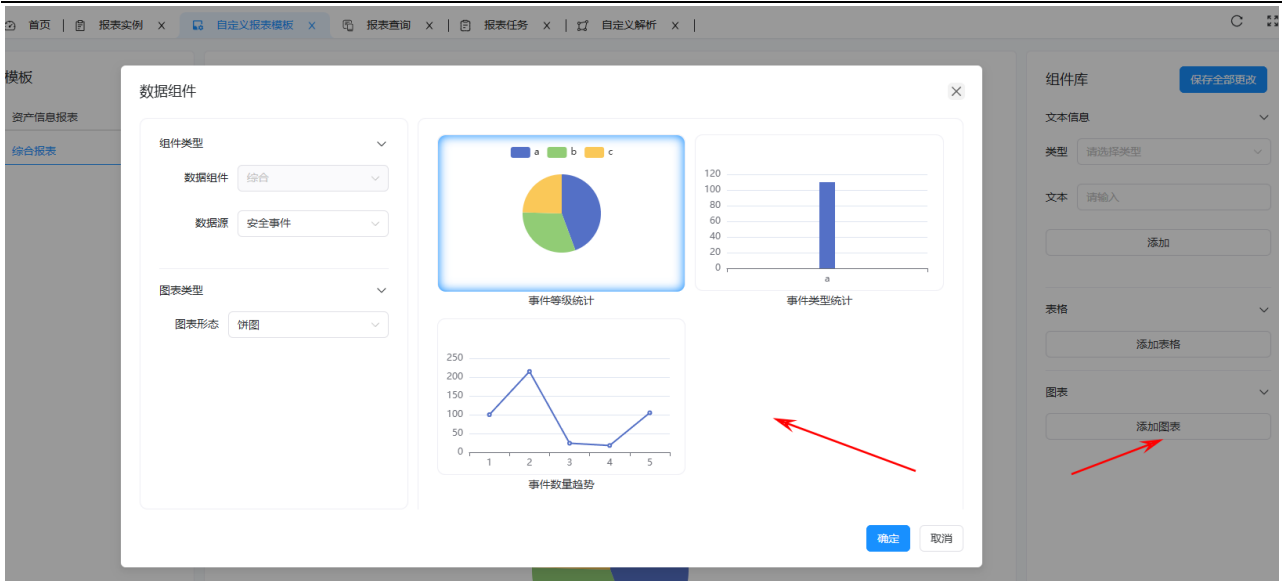 首页 | 报表实例 X 自定义报表模板 X 报表查询 X | 报表任务 X | 自定义解析 X |
模板
资产信息报表
综合报表
数据组件
组件类型
数据组件 综合
数据源 安全事件
图表类型
图表形态 饼图
a b c
事件等级统计
120
100
80
60
40
20
0
a
事件类型统计
250
200
150
100
50
0
1 2 3 4 5
事件数量趋势
确定 取消
组件库 保存全部更改
文本信息
类型 请选择类型
文本 请输入
添加
表格
添加表格
图表
添加图表